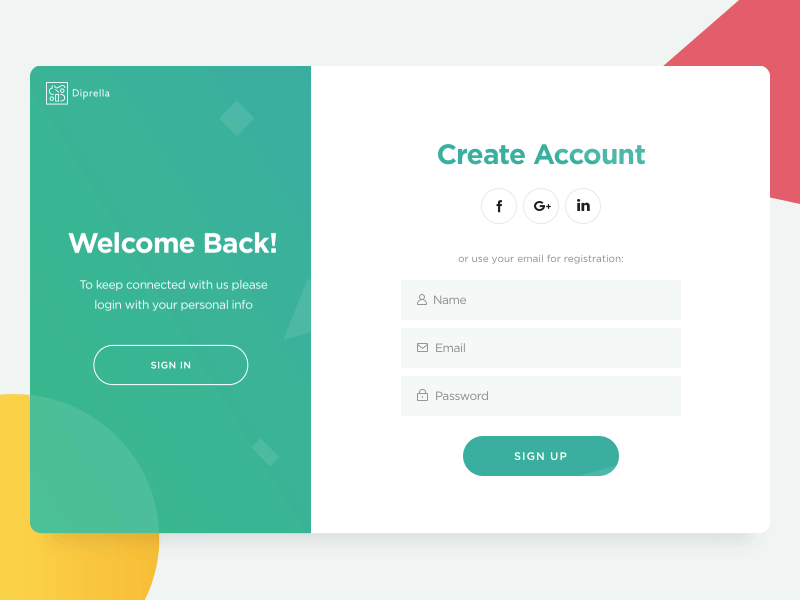 Diprella
Welcome Back!
To keep connected with us please
login with your personal info
SIGN IN
Create Account
f
G+
in
or use your email for registration:
Name
Email
Password
SIGN UP